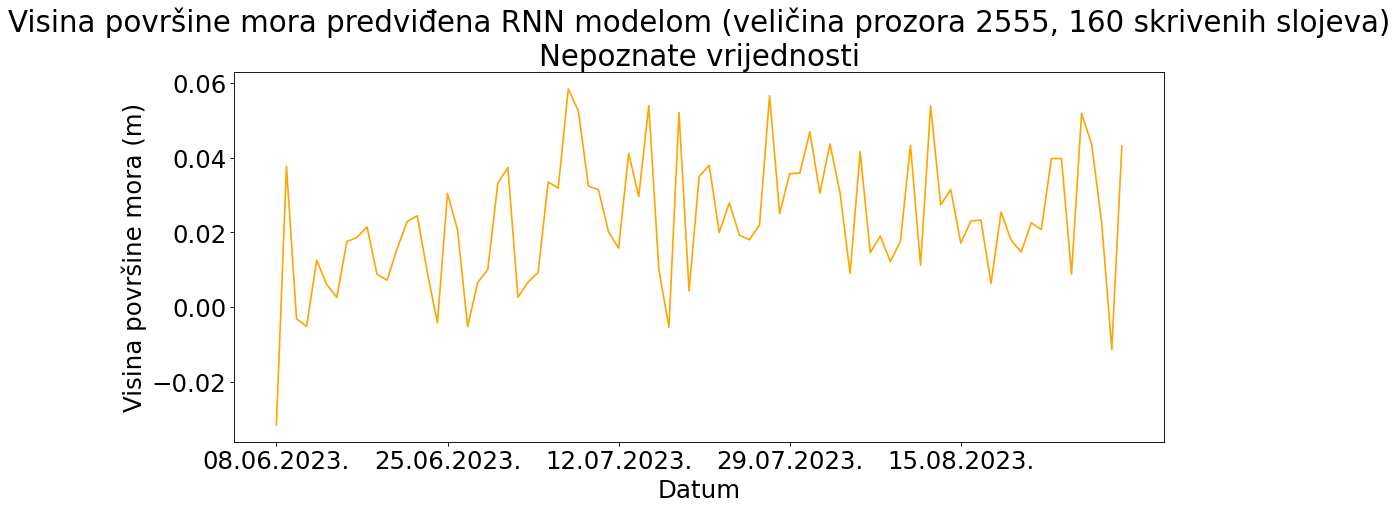 Visina površine mora predviđena RNN modelom (veličina prozora 2555, 160 skrivenih slojeva)
Nepoznate vrijednosti
Visina površine mora (m)
0.06
0.04
0.02
0.00
−0.02
08.06.2023. 25.06.2023. 12.07.2023. 29.07.2023. 15.08.2023.
Datum